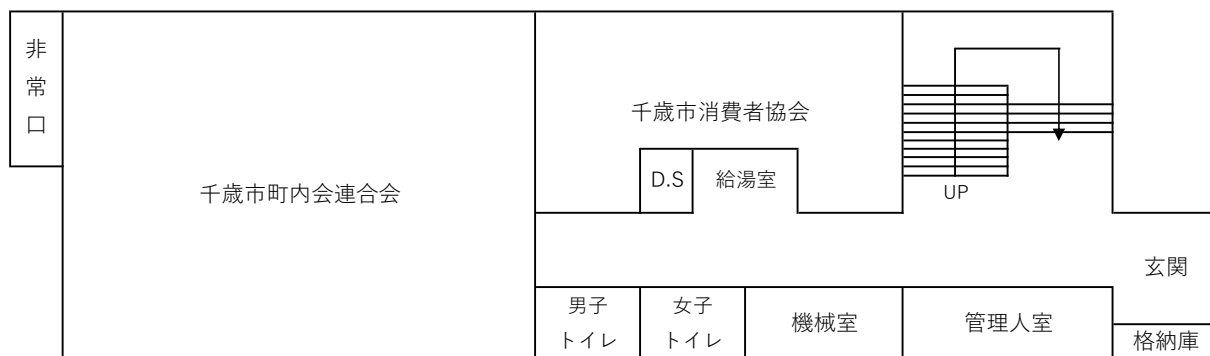 非常口
千歳市町内会連合会
千歳市消費者協会
D.S
給湯室
UP
玄関
男子
トイレ
女子
トイレ
機械室
管理人室
格納庫